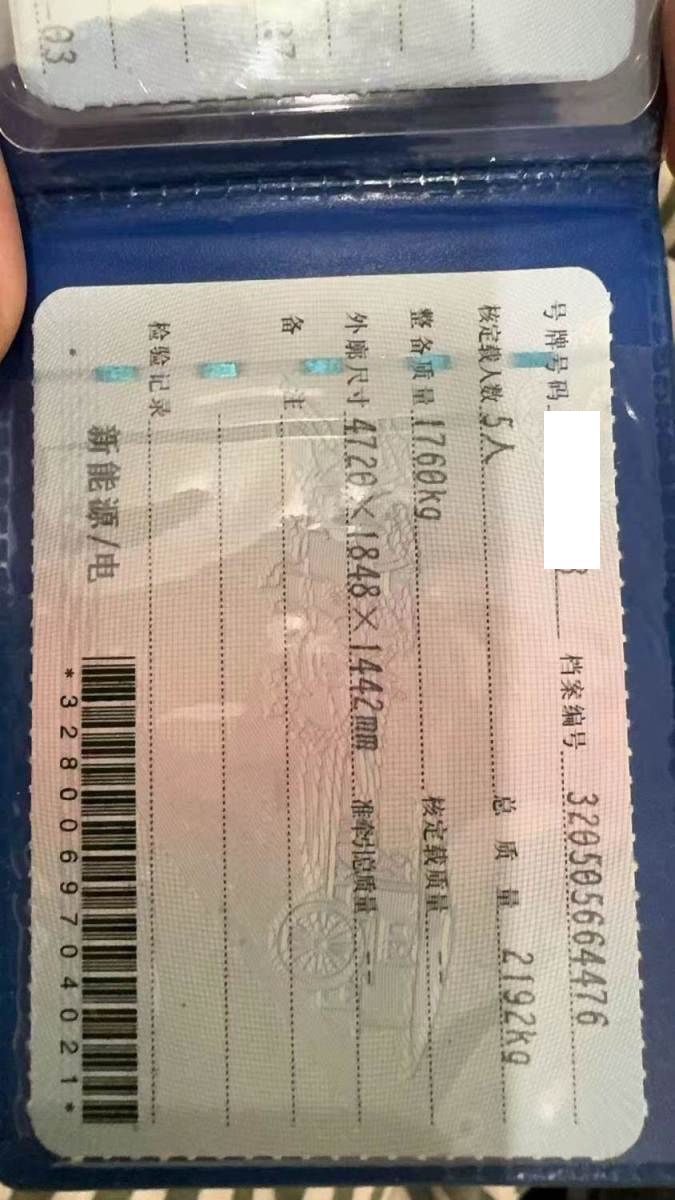 号牌号码 档案编号 320505664476
核定载人数 5人 总质量 2192kg
整备质量 1760kg 核定载质量 --
外廓尺寸 4720×1848×1442mm 准牵引总质量 --
备注
检验记录
新能源/电
*3280069704021*